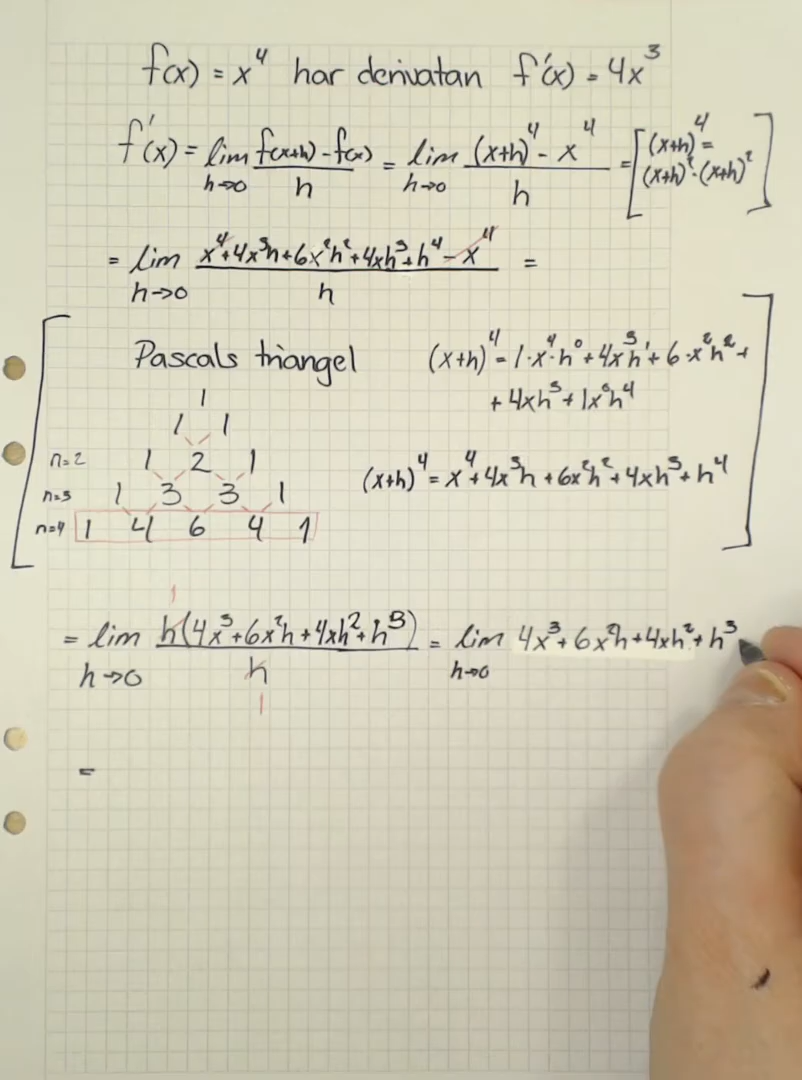 f(x) = x⁴ har derivatan f'(x) = 4x³
f'(x) = lim h→0 (f(x+h) - f(x))/h = lim h→0 ((x+h)⁴ - x⁴)/h = [(x+h)⁴ = (x+h)²·(x+h)²]
= lim h→0 (x⁴+4x³h+6x²h²+4xh³+h⁴-x⁴)/h =
Pascals triangel
1
1 1
n=2 1 2 1
n=3 1 3 3 1
n=4 1 4 6 4 1
(x+h)⁴ = 1·x⁴·h⁰+4x³h¹+6·x²h²+
+4xh³+1x⁰h⁴
(x+h)⁴ = x⁴+4x³h+6x²h²+4xh³+h⁴
= lim h→0 h(4x³+6x²h+4xh²+h³)/h = lim h→0 4x³+6x²h+4xh²+h³
1
1
=